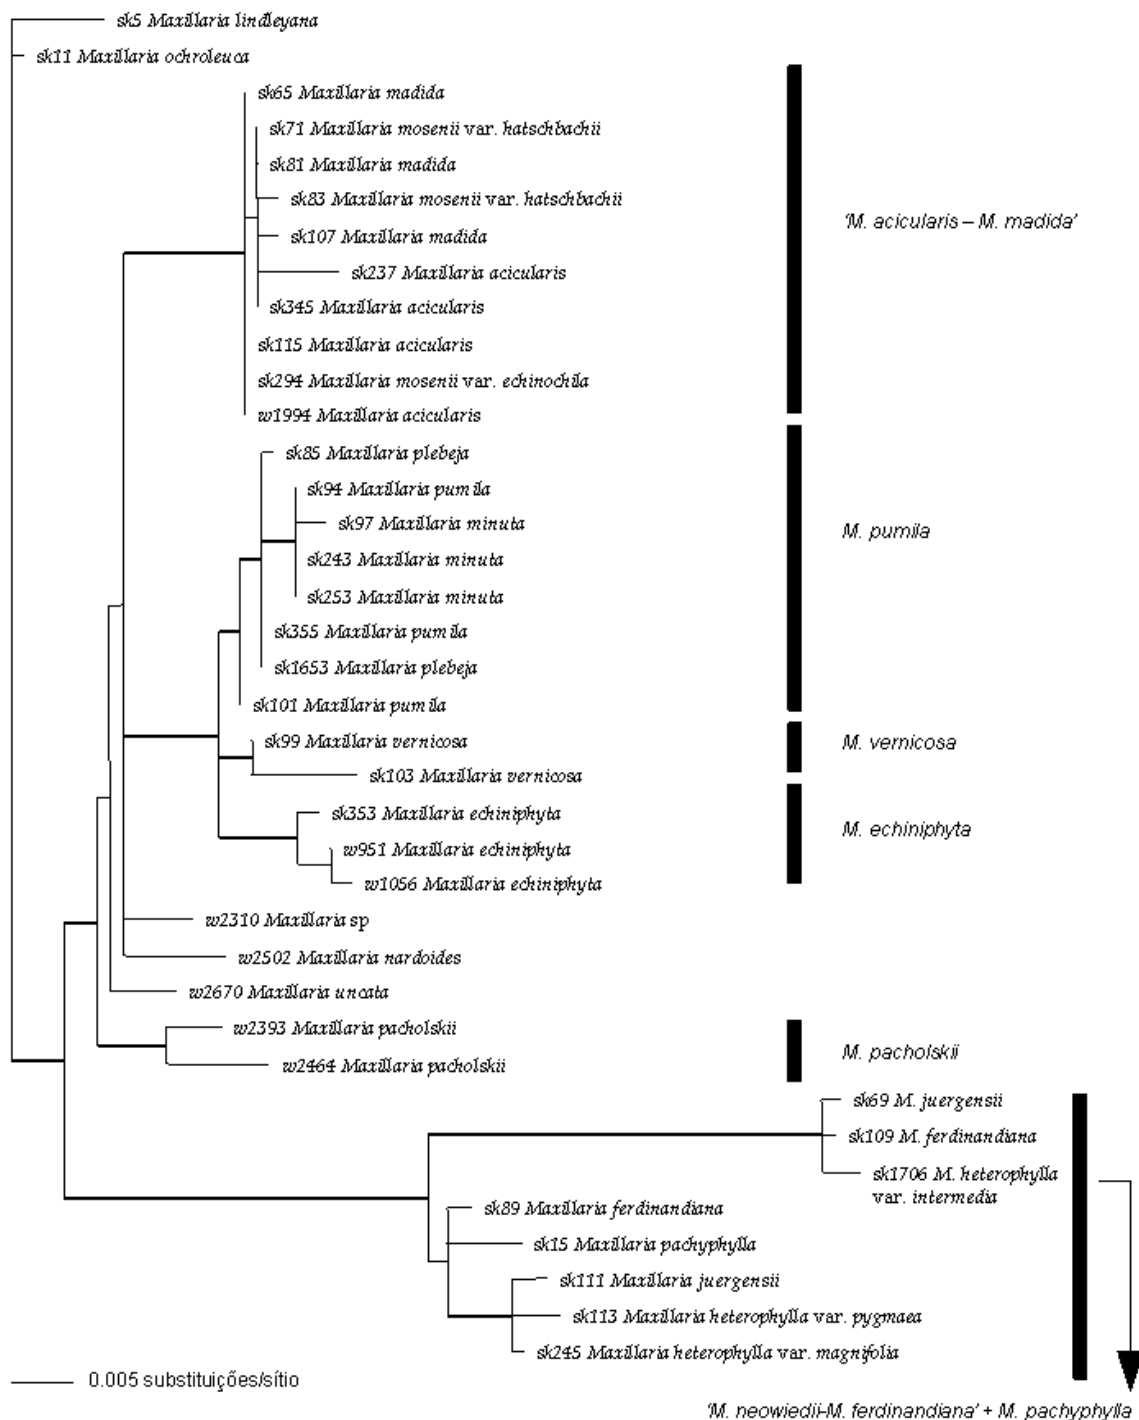 sk5 Maxillaria lindleyana
sk11 Maxillaria ochroleuca
sk65 Maxillaria madida
sk71 Maxillaria mosenii var. hatschbachii
sk81 Maxillaria madida
sk83 Maxillaria mosenii var. hatschbachii
'M. acicularis – M. madida'
sk107 Maxillaria madida
sk237 Maxillaria acicularis
sk345 Maxillaria acicularis
sk115 Maxillaria acicularis
sk294 Maxillaria mosenii var. echinochila
w1994 Maxillaria acicularis
sk85 Maxillaria plebeja
sk94 Maxillaria pumila
sk97 Maxillaria minuta
M. pumila
sk243 Maxillaria minuta
sk253 Maxillaria minuta
sk355 Maxillaria pumila
sk1653 Maxillaria plebeja
sk101 Maxillaria pumila
sk99 Maxillaria vernicosa
M. vernicosa
sk103 Maxillaria vernicosa
sk353 Maxillaria echiniphyta
M. echiniphyta
w951 Maxillaria echiniphyta
w1056 Maxillaria echiniphyta
w2310 Maxillaria sp
w2502 Maxillaria nardoides
w2670 Maxillaria uncata
w2393 Maxillaria pacholskii
M. pacholskii
w2464 Maxillaria pacholskii
sk69 M. juergensii
sk109 M. ferdinandiana
sk1706 M. heterophylla
var. intermedia
sk89 Maxillaria ferdinandiana
sk15 Maxillaria pachyphylla
sk111 Maxillaria juergensii
sk113 Maxillaria heterophylla var. pygmaea
sk245 Maxillaria heterophylla var. magnifolia
0.005 substituições/sítio
'M. neowiedii-M. ferdinandiana' + M. pachyphylla